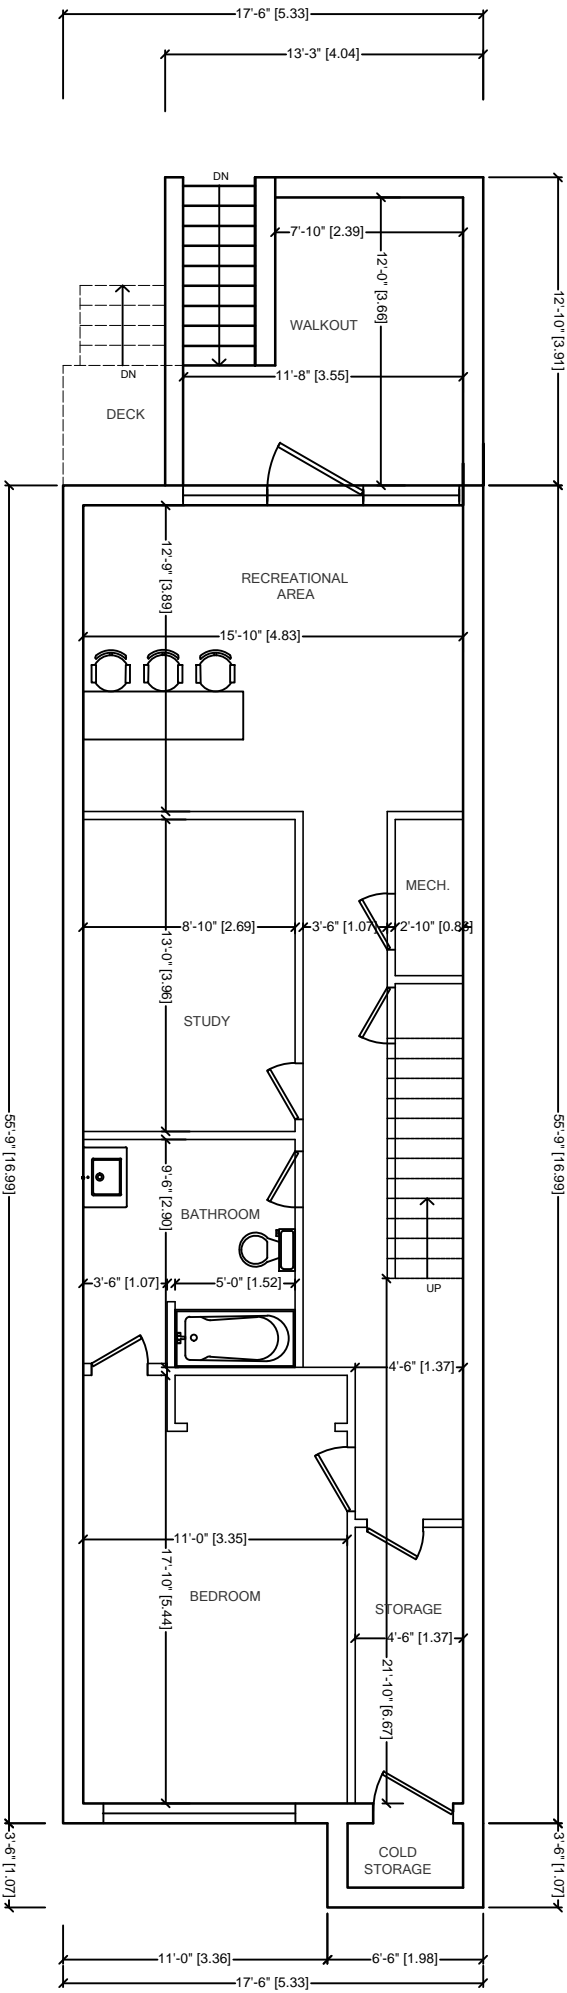 17'-6" [5.33]
13'-3" [4.04]
DN
7'-10" [2.39]
12'-0" [3.66]
12'-10" [3.91]
WALKOUT
DN
11'-8" [3.55]
DECK
12'-9" [3.89]
RECREATIONAL
AREA
15'-10" [4.83]
MECH.
8'-10" [2.69]
3'-6" [1.07]
2'-10" [0.86]
13'-0" [3.96]
STUDY
55'-9" [16.99]
55'-9" [16.99]
9'-6" [2.90]
BATHROOM
3'-6" [1.07]
5'-0" [1.52]
UP
4'-6" [1.37]
11'-0" [3.35]
17'-10" [5.44]
BEDROOM
STORAGE
4'-6" [1.37]
21'-10" [6.67]
3'-6" [1.07]
3'-6" [1.07]
COLD
STORAGE
11'-0" [3.36]
6'-6" [1.98]
17'-6" [5.33]